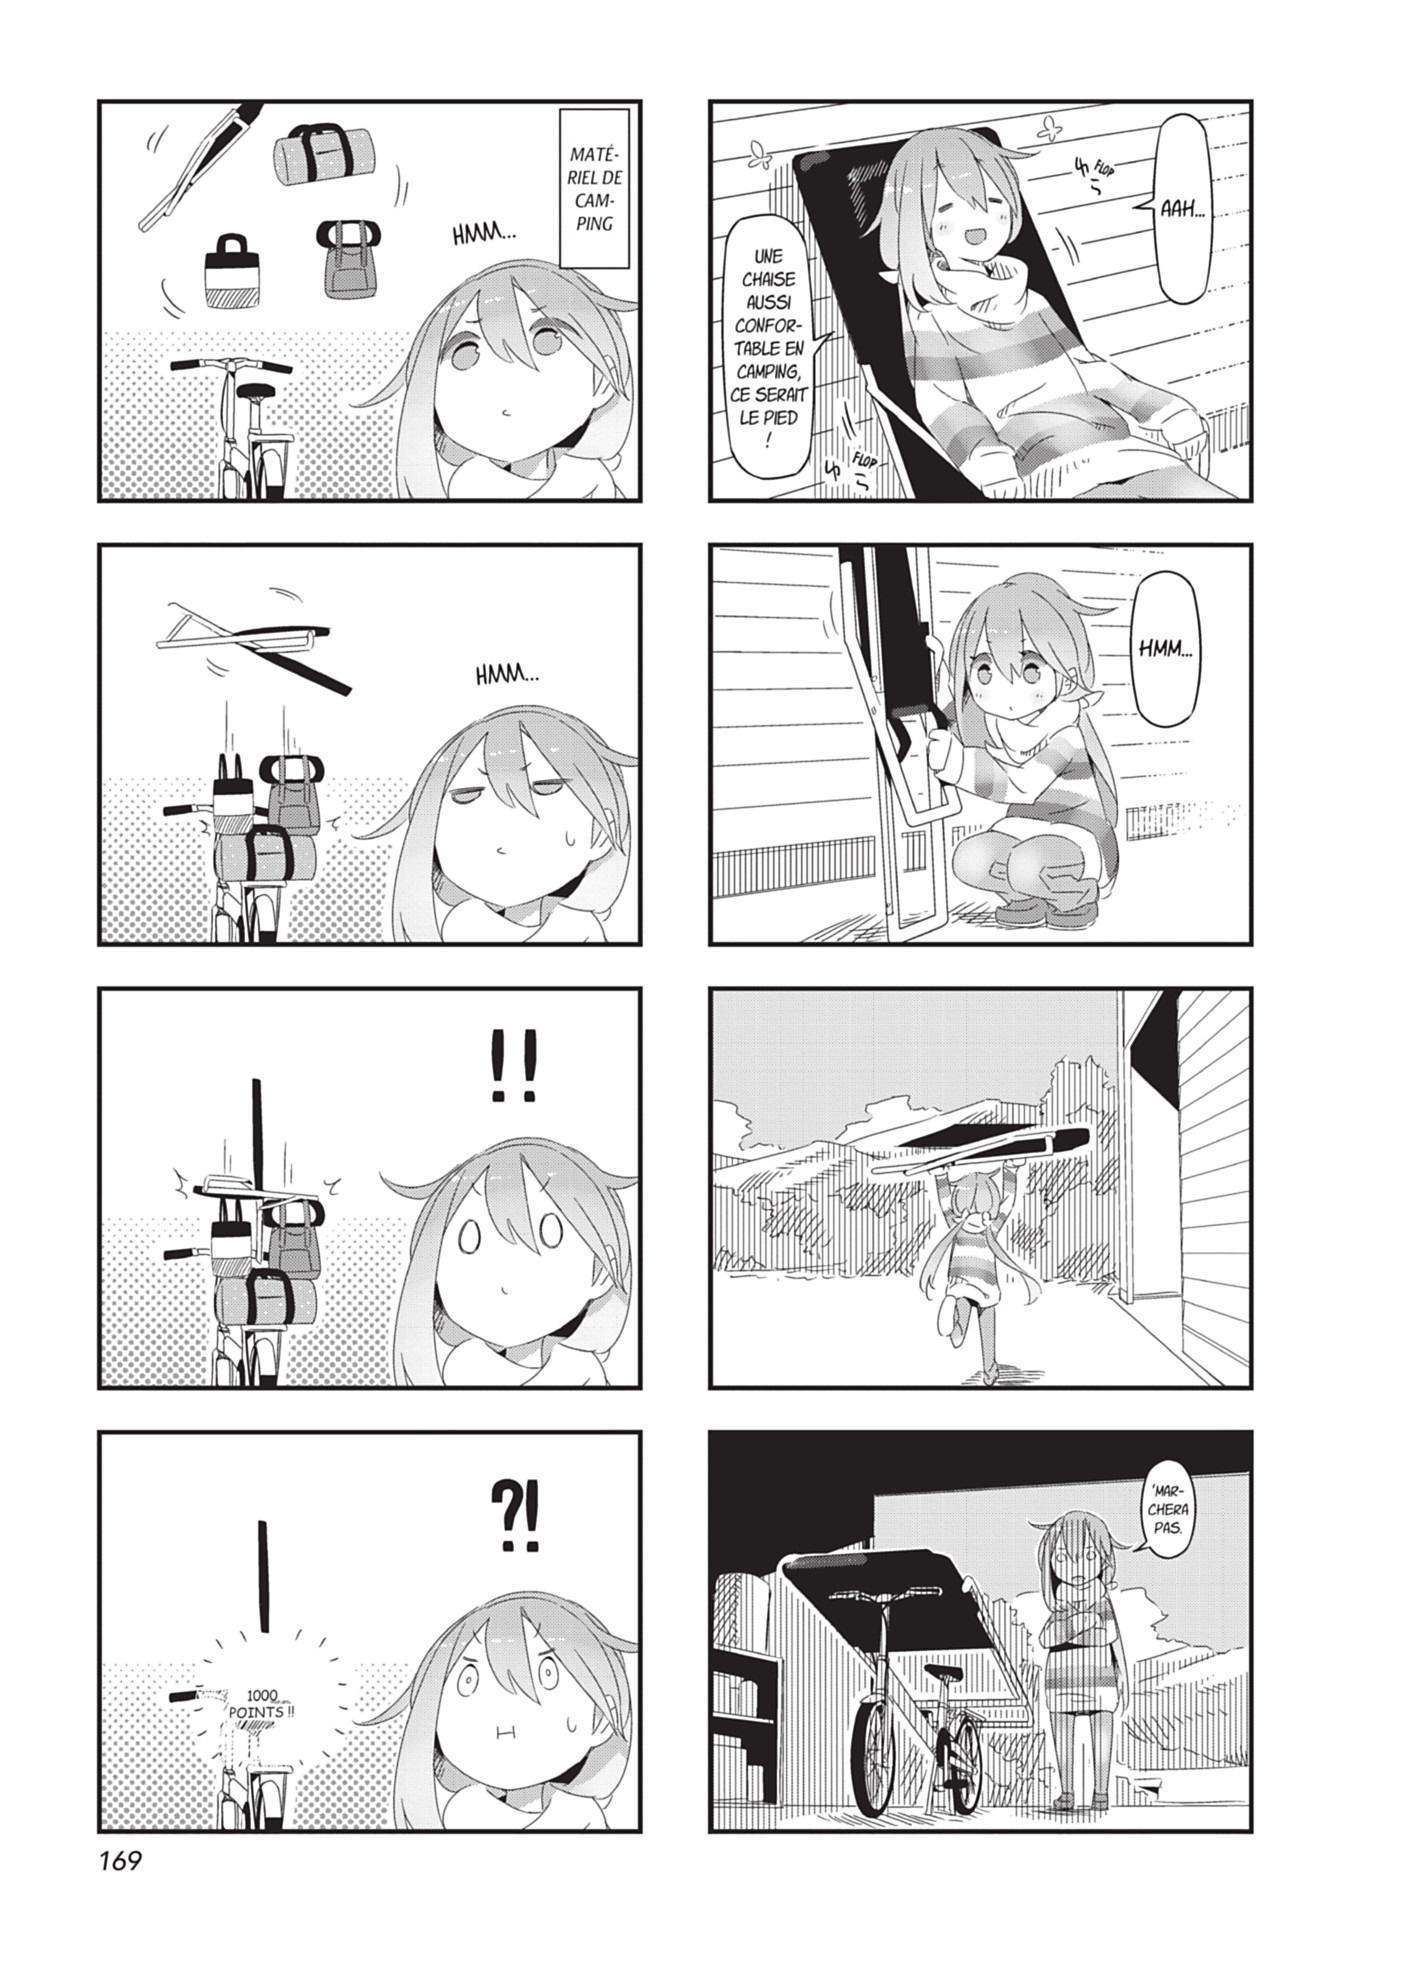 AAH...
FLOP
UNE
CHAISE
AUSSI
CONFOR-
TABLE EN
CAMPING,
CE SERAIT
LE PIED
!
FLOP
HMM...
'MAR-
CHERA
PAS.
MATÉ-
RIEL DE
CAM-
PING
HMM...
HMM...
!!
?!
1000
POINTS !!
169